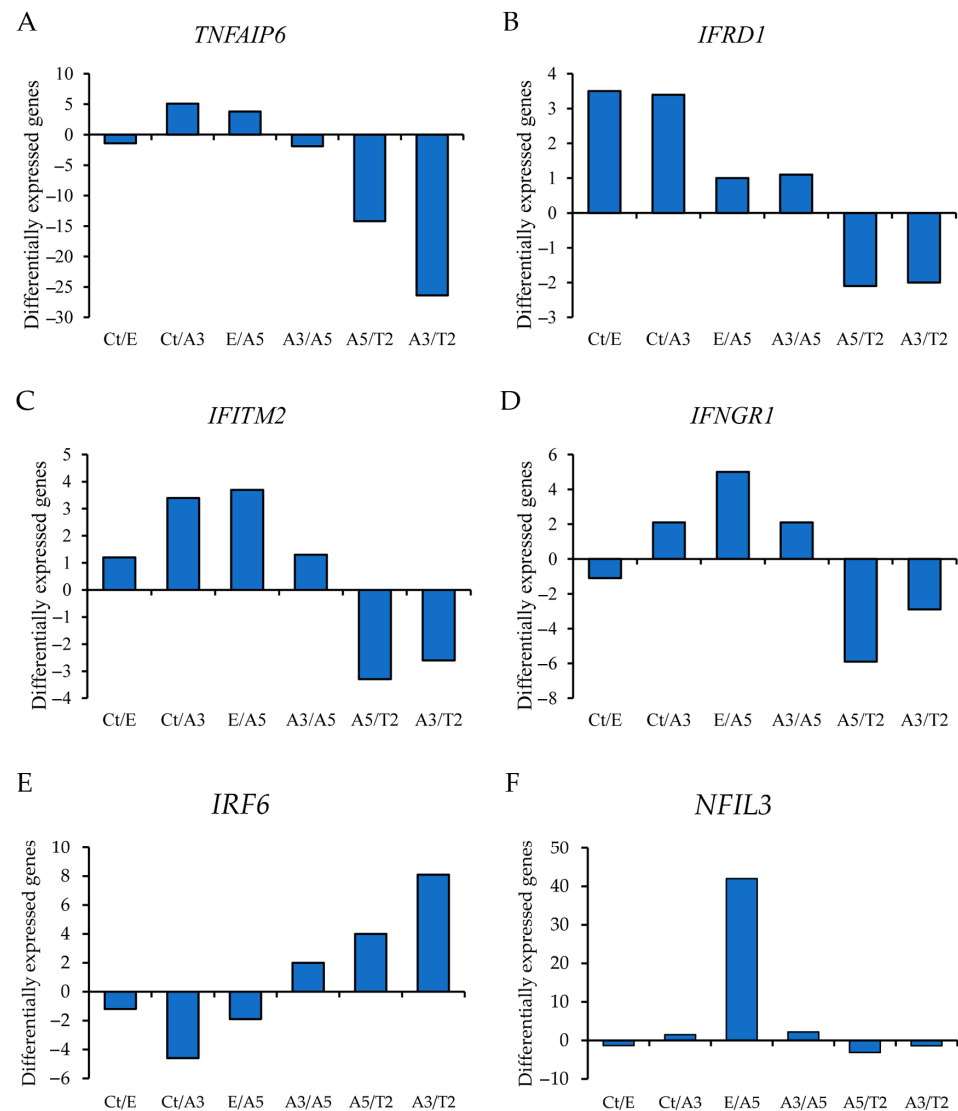 A
TNFAIP6
Differentially expressed genes
10
5
0
−5
−10
−15
−20
−25
−30
Ct/E Ct/A3 E/A5 A3/A5 A5/T2 A3/T2
B
IFRD1
Differentially expressed genes
4
3
2
1
0
−1
−2
−3
Ct/E Ct/A3 E/A5 A3/A5 A5/T2 A3/T2
C
IFITM2
Differentially expressed genes
5
4
3
2
1
0
−1
−2
−3
−4
Ct/E Ct/A3 E/A5 A3/A5 A5/T2 A3/T2
D
IFNGR1
Differentially expressed genes
6
4
2
0
−2
−4
−6
−8
Ct/E Ct/A3 E/A5 A3/A5 A5/T2 A3/T2
E
IRF6
Differentially expressed genes
10
8
6
4
2
0
−2
−4
−6
Ct/E Ct/A3 E/A5 A3/A5 A5/T2 A3/T2
F
NFIL3
Differentially expressed genes
50
40
30
20
10
0
−10
Ct/E Ct/A3 E/A5 A3/A5 A5/T2 A3/T2